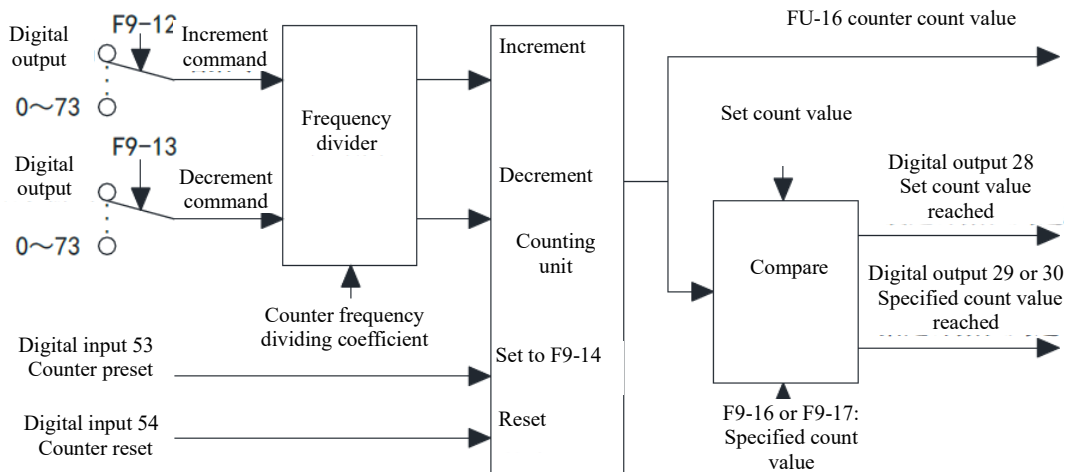 F9-12
Digital
output
Increment
command
0～73
F9-13
Digital
output
Decrement
command
0～73
Frequency
divider
Counter frequency
dividing coefficient
Digital input 53
Counter preset
Digital input 54
Counter reset
Increment
Decrement
Counting
unit
Set to F9-14
Reset
FU-16 counter count value
Set count value
Compare
Digital output 28
Set count value
reached
Digital output 29 or 30
Specified count value
reached
F9-16 or F9-17:
Specified count
value